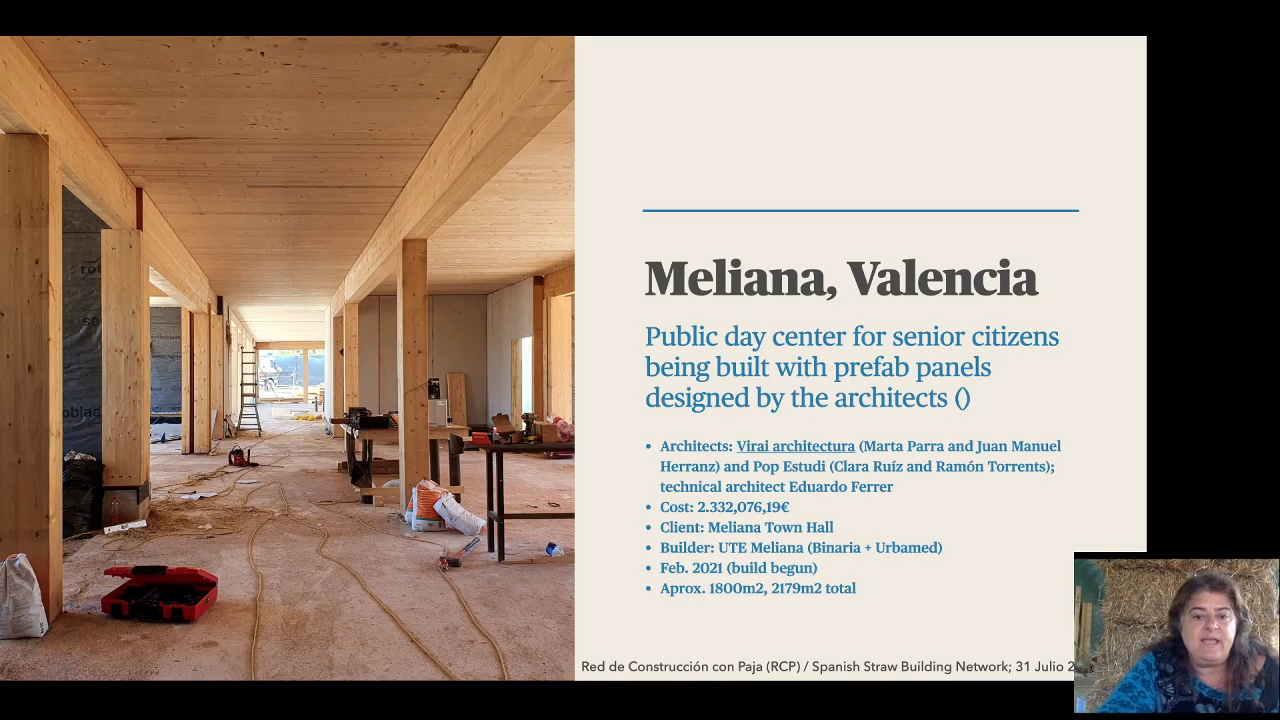 Meliana, Valencia
Public day center for senior citizens
being built with prefab panels
designed by the architects ()
• Architects: Virai architectura (Marta Parra and Juan Manuel
Herranz) and Pop Estudi (Clara Ruíz and Ramón Torrents);
technical architect Eduardo Ferrer
• Cost: 2.332,076,19€
• Client: Meliana Town Hall
• Builder: UTE Meliana (Binaria + Urbamed)
• Feb. 2021 (build begun)
• Aprox. 1800m2, 2179m2 total
Red de Construcción con Paja (RCP) / Spanish Straw Building Network; 31 Julio